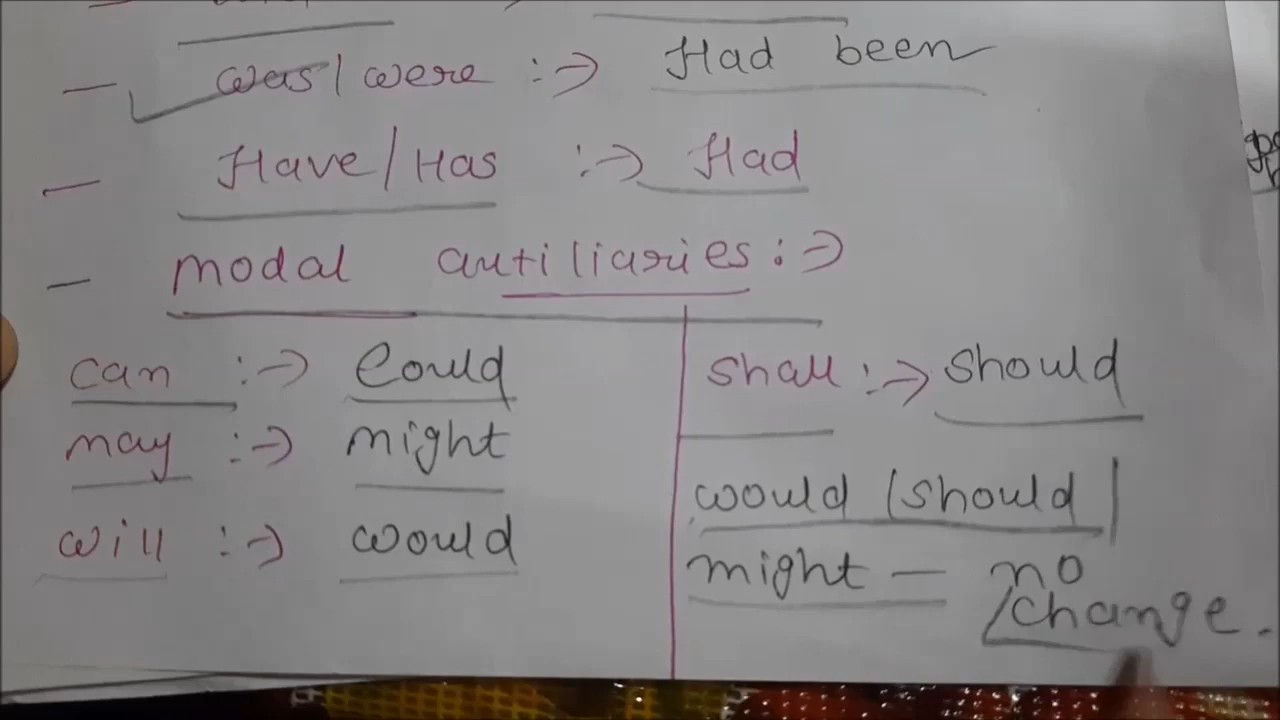 - was/were :→ Had been
- Have/Has :→ Had
- modal autiliaries :→
can :→ Could
may :→ might
will :→ would
shall :→ should
would /should/
might — no
change.